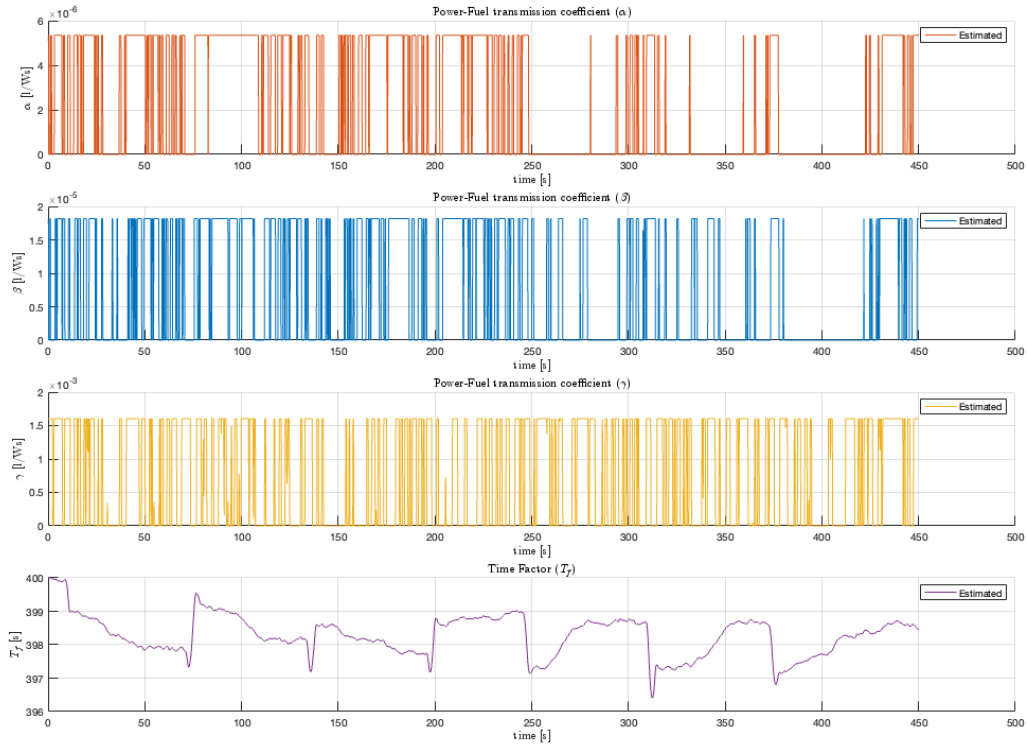 Power-Fuel transmission coefficient (α)
×10⁻⁶
6
4
2
0
α [l/Ws]
Estimated
0 50 100 150 200 250 300 350 400 450 500
time [s]
Power-Fuel transmission coefficient (β)
×10⁻⁵
2
1.5
1
0.5
0
β [l/Ws]
Estimated
0 50 100 150 200 250 300 350 400 450 500
time [s]
Power-Fuel transmission coefficient (γ)
×10⁻³
2
1.5
1
0.5
0
γ [l/Ws]
Estimated
0 50 100 150 200 250 300 350 400 450 500
time [s]
Time Factor (T_f)
400
399
398
397
396
T_f [s]
Estimated
0 50 100 150 200 250 300 350 400 450 500
time [s]